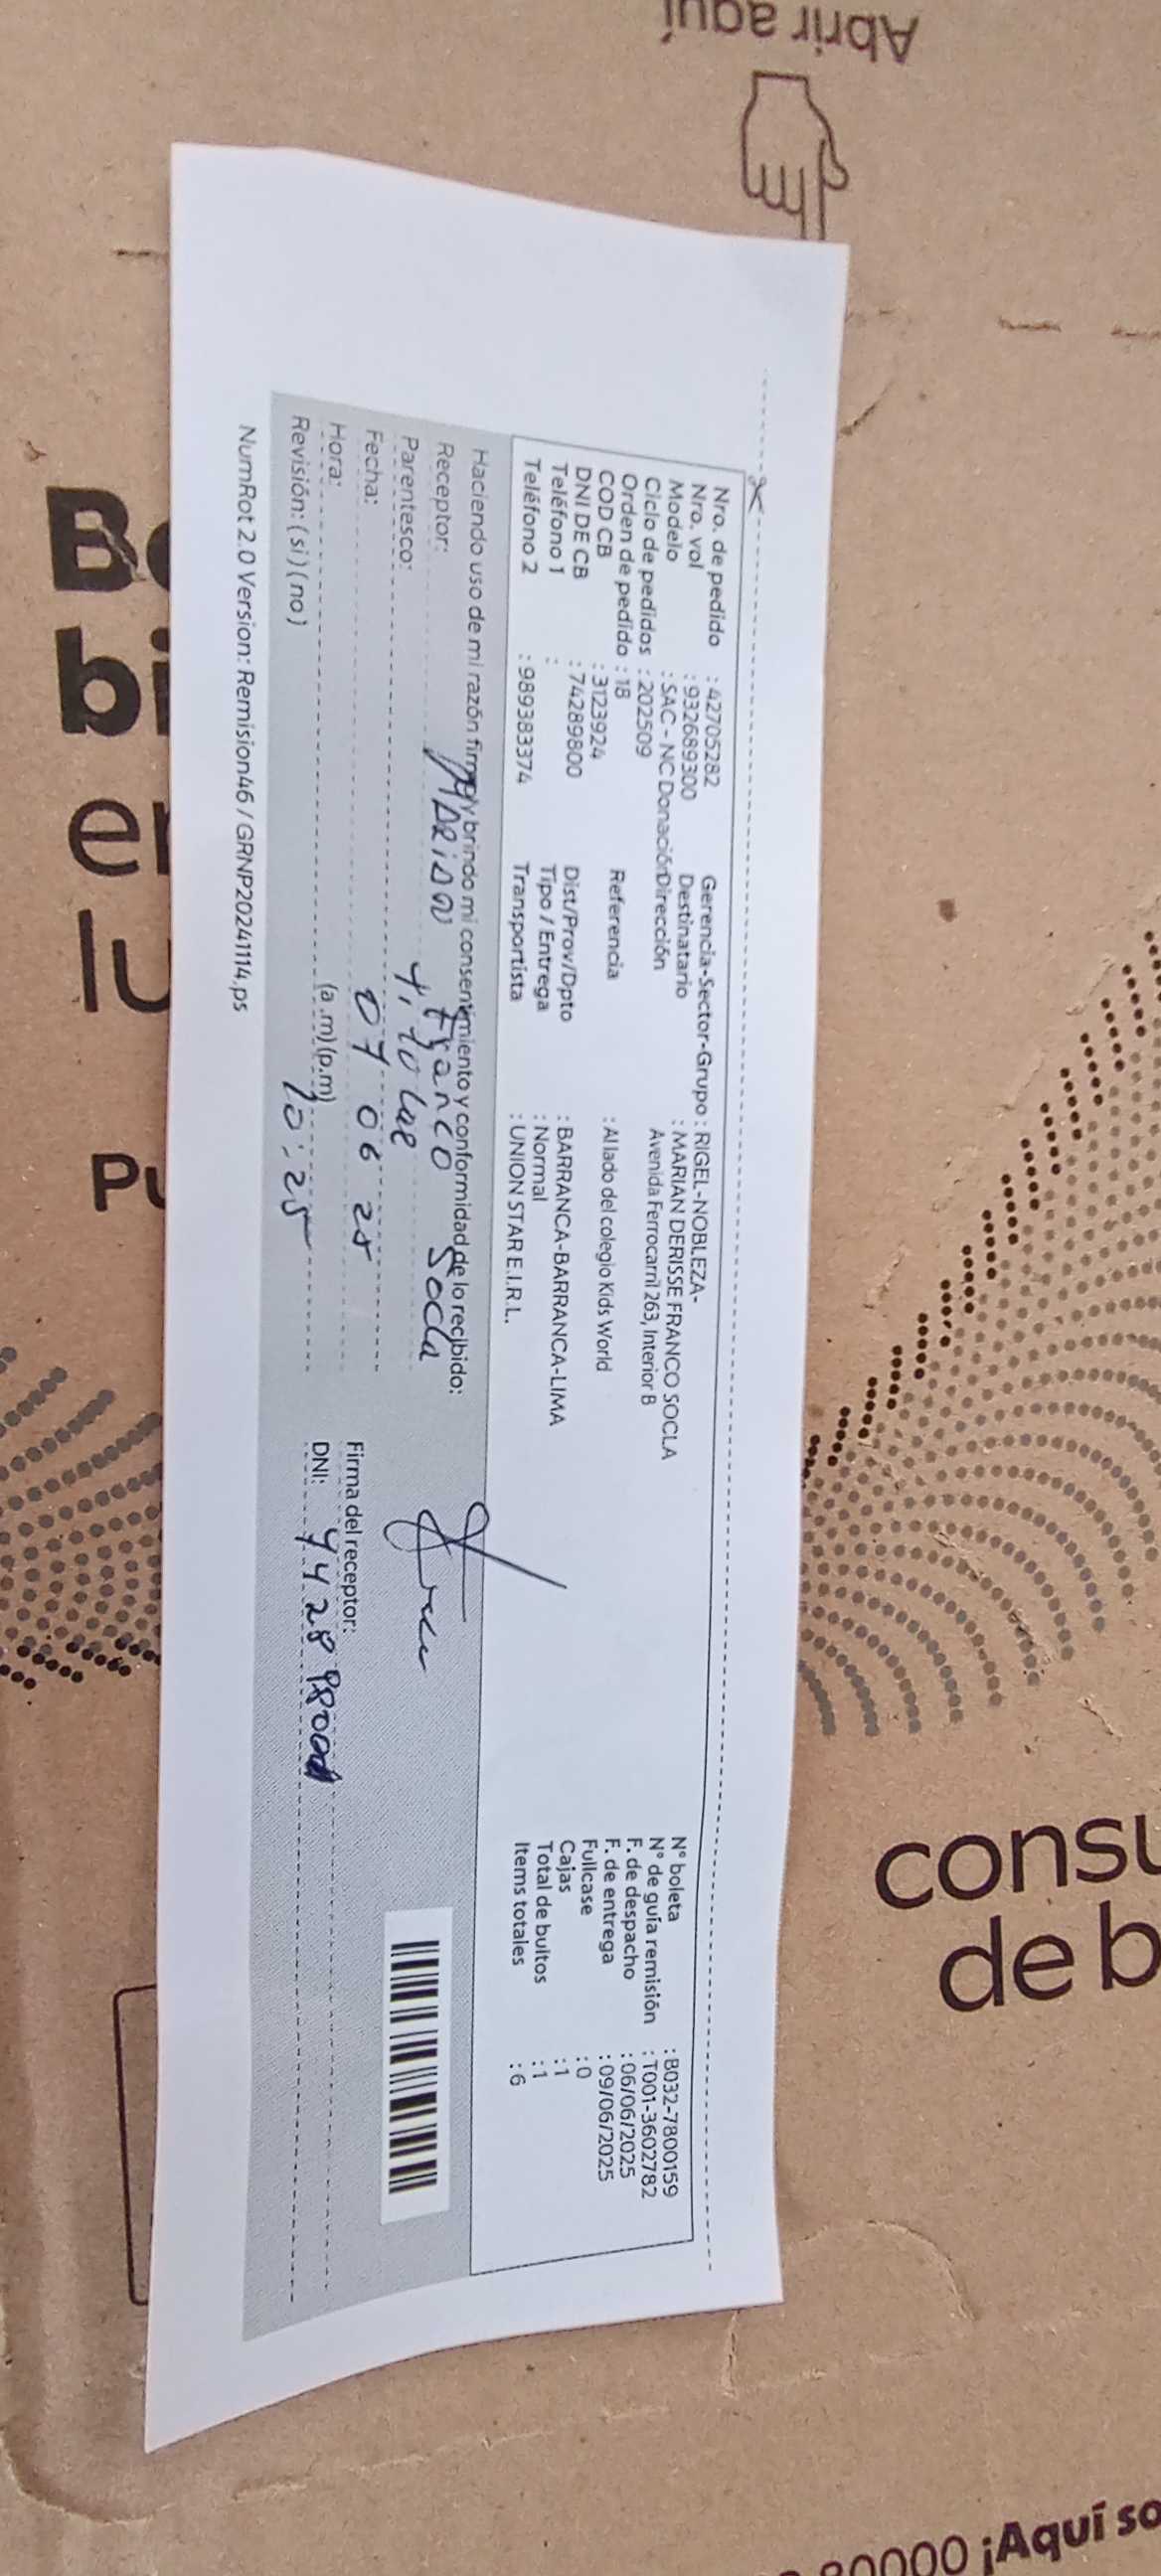 Abrir aquí
Nro. de pedido : 42705282
Nro. vol : 932689300
Modelo : SAC - NC Donación
Ciclo de pedidos : 202509
Orden de pedido : 18
COD CB : 3123924
DNI DE CB : 74289800
Teléfono 1 :
Teléfono 2 : 989383374
Gerencia-Sector-Grupo : RIGEL-NOBLEZA-
Destinatario : MARIAN DERISSE FRANCO SOCLA
Dirección Avenida Ferrocarril 263, Interior B
Referencia : Al lado del colegio Kids World
Dist/Prov/Dpto : BARRANCA-BARRANCA-LIMA
Tipo / Entrega : Normal
Transportista : UNION STAR E.I.R.L.
N° boleta : B032-7800159
N° de guía remisión : T001-3602782
F. de despacho : 06/06/2025
F. de entrega : 09/06/2025
Fullcase : 0
Cajas : 1
Total de bultos : 1
Items totales : 6
Haciendo uso de mi razón firmo y brindo mi consentimiento y conformidad de lo recibido:
Receptor: Franco Socla
Parentesco: titular
Fecha: 07 06 25
Hora: (a.m) (p.m) 10:25
Revisión: ( si ) ( no )
Firma del receptor:
DNI:
NumRot 2.0 Version: Remision46 / GRNP20241114.ps
consu
de b
¡Aquí so